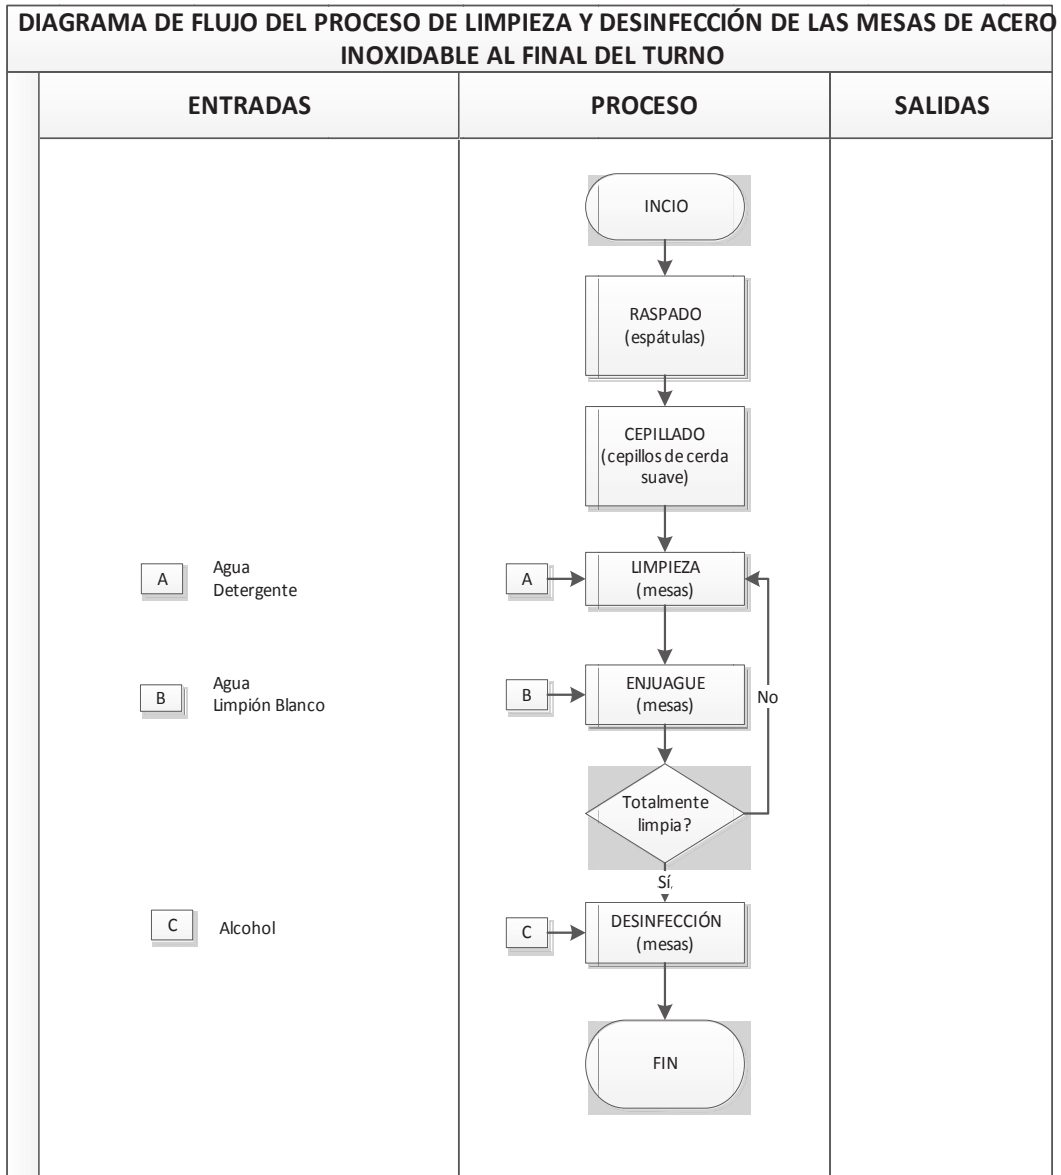 DIAGRAMA DE FLUJO DEL PROCESO DE LIMPIEZA Y DESINFECCIÓN DE LAS MESAS DE ACERO
INOXIDABLE AL FINAL DEL TURNO
ENTRADAS
PROCESO
SALIDAS
INCIO
RASPADO
(espátulas)
CEPILLADO
(cepillos de cerda
suave)
A
Agua
Detergente
A
LIMPIEZA
(mesas)
B
Agua
Limpión Blanco
B
ENJUAGUE
(mesas)
No
Totalmente
limpia?
Sí
C
Alcohol
C
DESINFECCIÓN
(mesas)
FIN